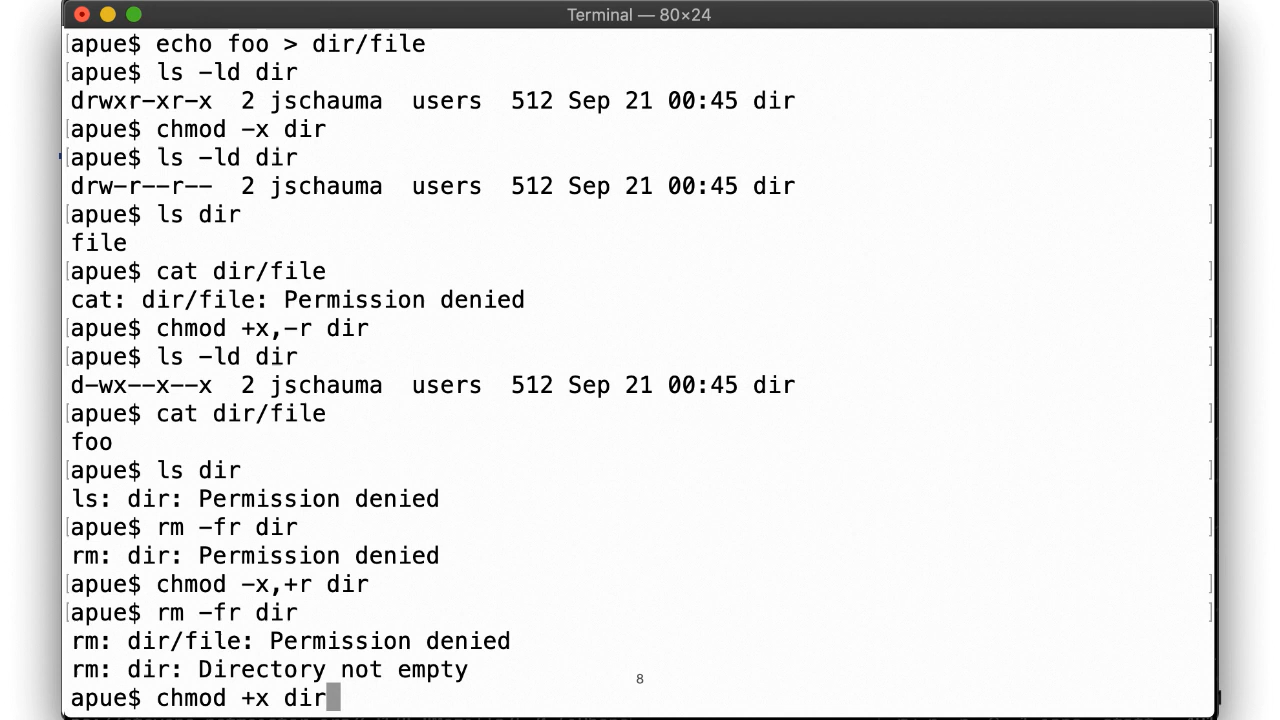 Terminal — 80×24
apue$ echo foo > dir/file
apue$ ls -ld dir
drwxr-xr-x  2 jschauma  users  512 Sep 21 00:45 dir
apue$ chmod -x dir
apue$ ls -ld dir
drw-r--r--  2 jschauma  users  512 Sep 21 00:45 dir
apue$ ls dir
file
apue$ cat dir/file
cat: dir/file: Permission denied
apue$ chmod +x,-r dir
apue$ ls -ld dir
d-wx--x--x  2 jschauma  users  512 Sep 21 00:45 dir
apue$ cat dir/file
foo
apue$ ls dir
ls: dir: Permission denied
apue$ rm -fr dir
rm: dir: Permission denied
apue$ chmod -x,+r dir
apue$ rm -fr dir
rm: dir/file: Permission denied
rm: dir: Directory not empty
8
apue$ chmod +x dir